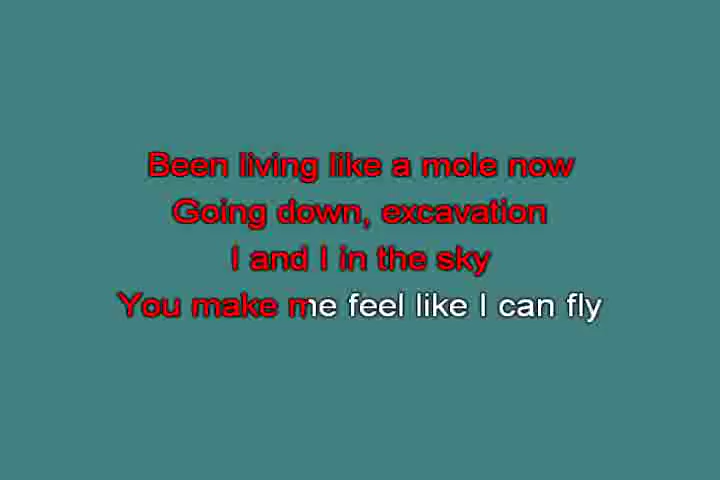 Been living like a mole now
Going down, excavation
I and I in the sky
You make me feel like I can fly